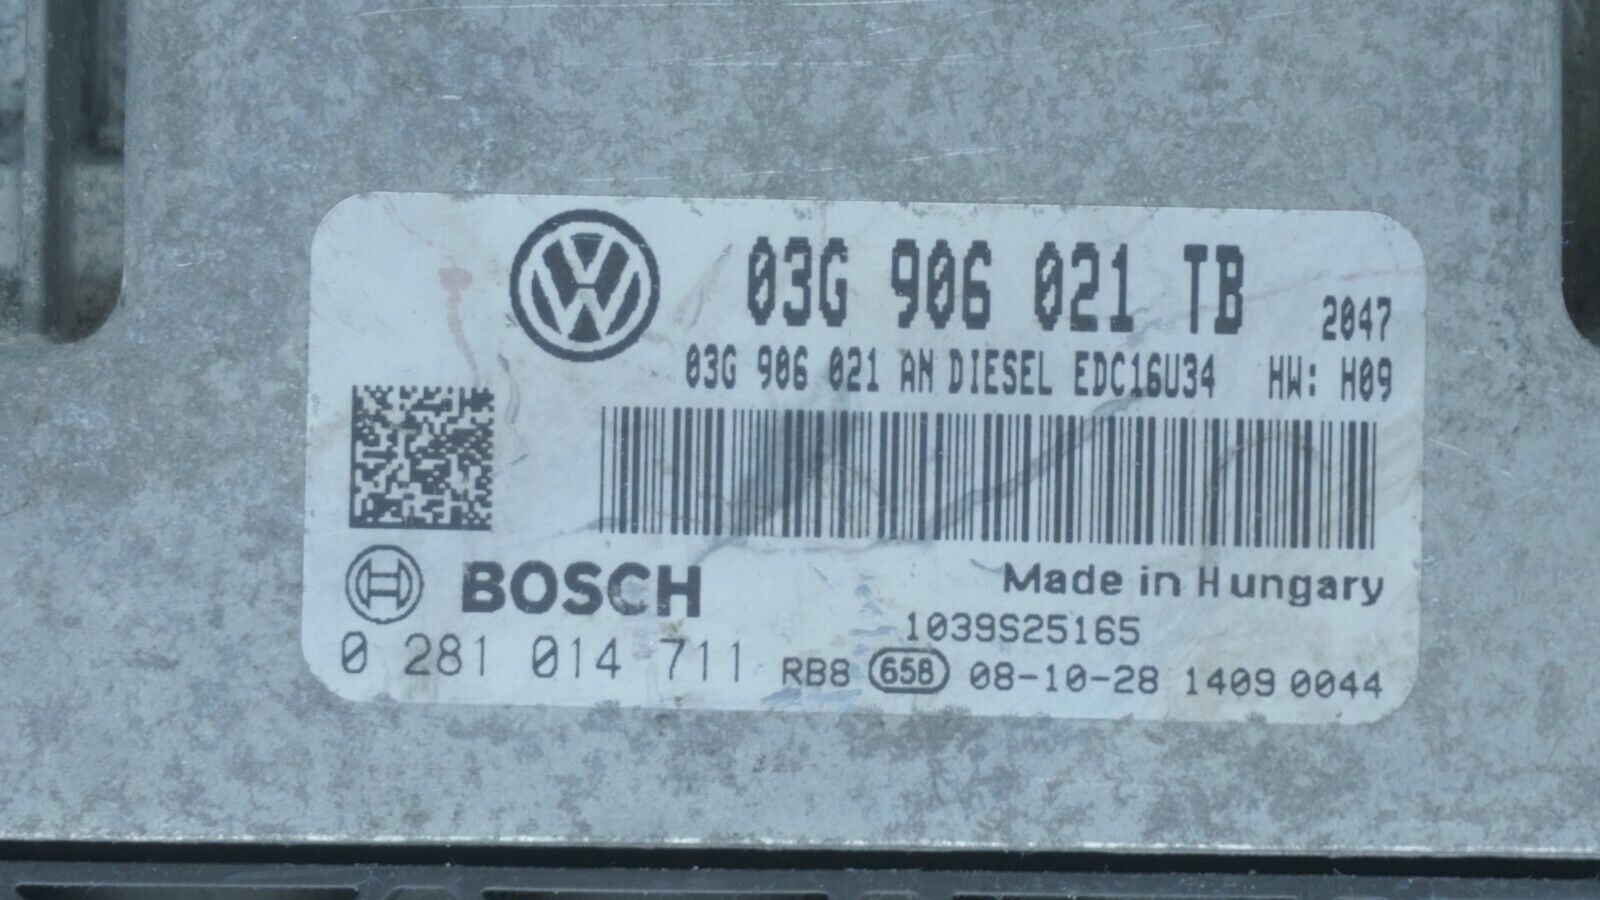 03G 906 021 TB
2047
03G 906 021 AN DIESEL EDC16U34 HW: H09
BOSCH
Made in Hungary
1039S25165
0 281 014 711 RB8 658 08-10-28 1409 0044